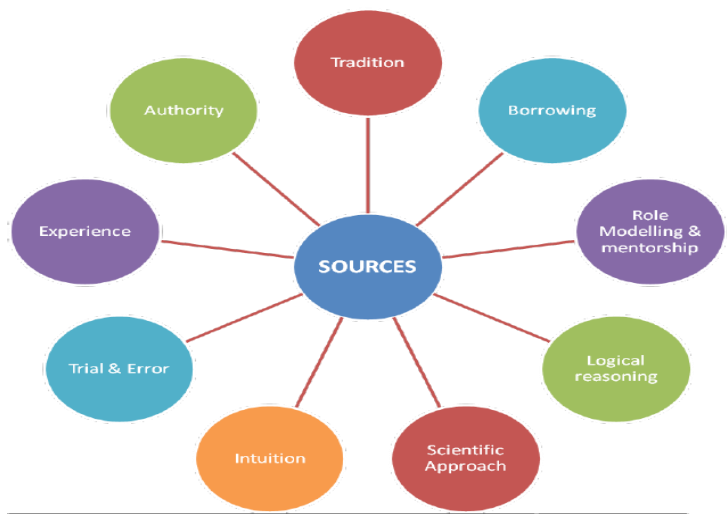 Tradition
Authority
Borrowing
Experience
Role
Modelling &
mentorship
SOURCES
Trial & Error
Logical
reasoning
Intuition
Scientific
Approach